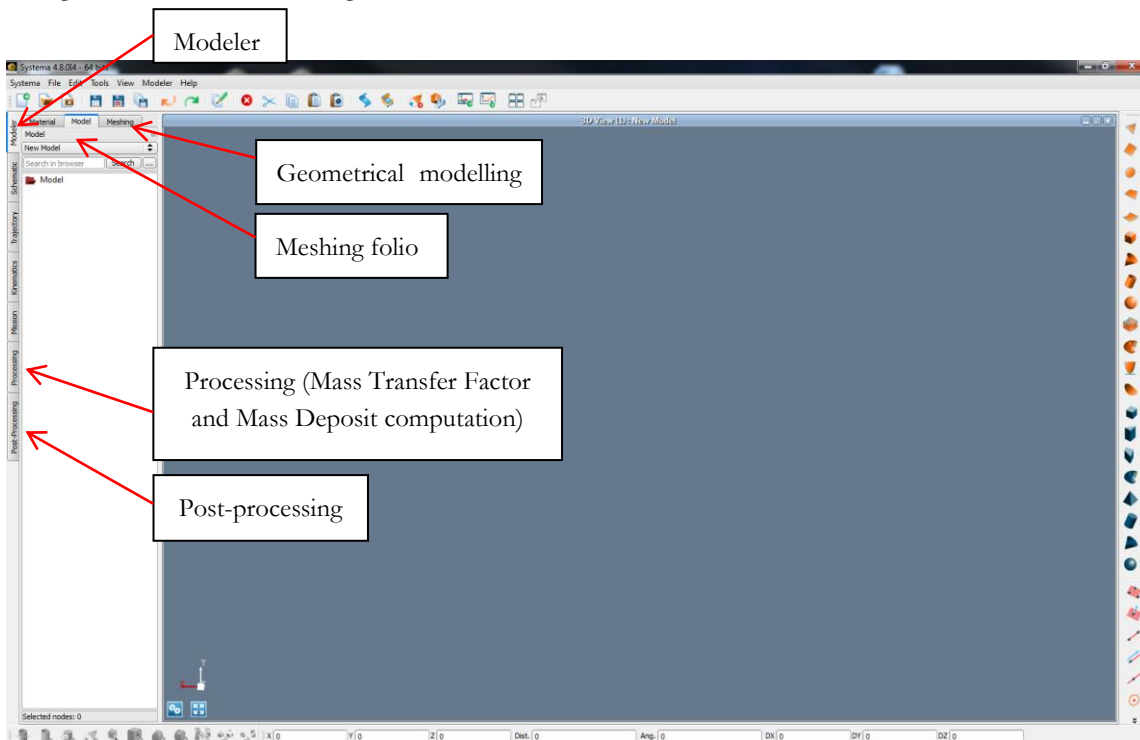 Modeler
Systema 4.8.0
Systema File Edit Tools View Modeler Help
Material Model Meshing
3D View (1) : New Model
Model
New Model
Search in browser Search ...
Model
Modeler
Schematic
Trajectory
Kinematics
Mission
Processing
Post-Processing
Geometrical modelling
Meshing folio
Processing (Mass Transfer Factor
and Mass Deposit computation)
Post-processing
Y
X
Selected nodes: 0
X 0 Y 0 Z 0 Dist. 0 Ang. 0 DX 0 DY 0 DZ 0